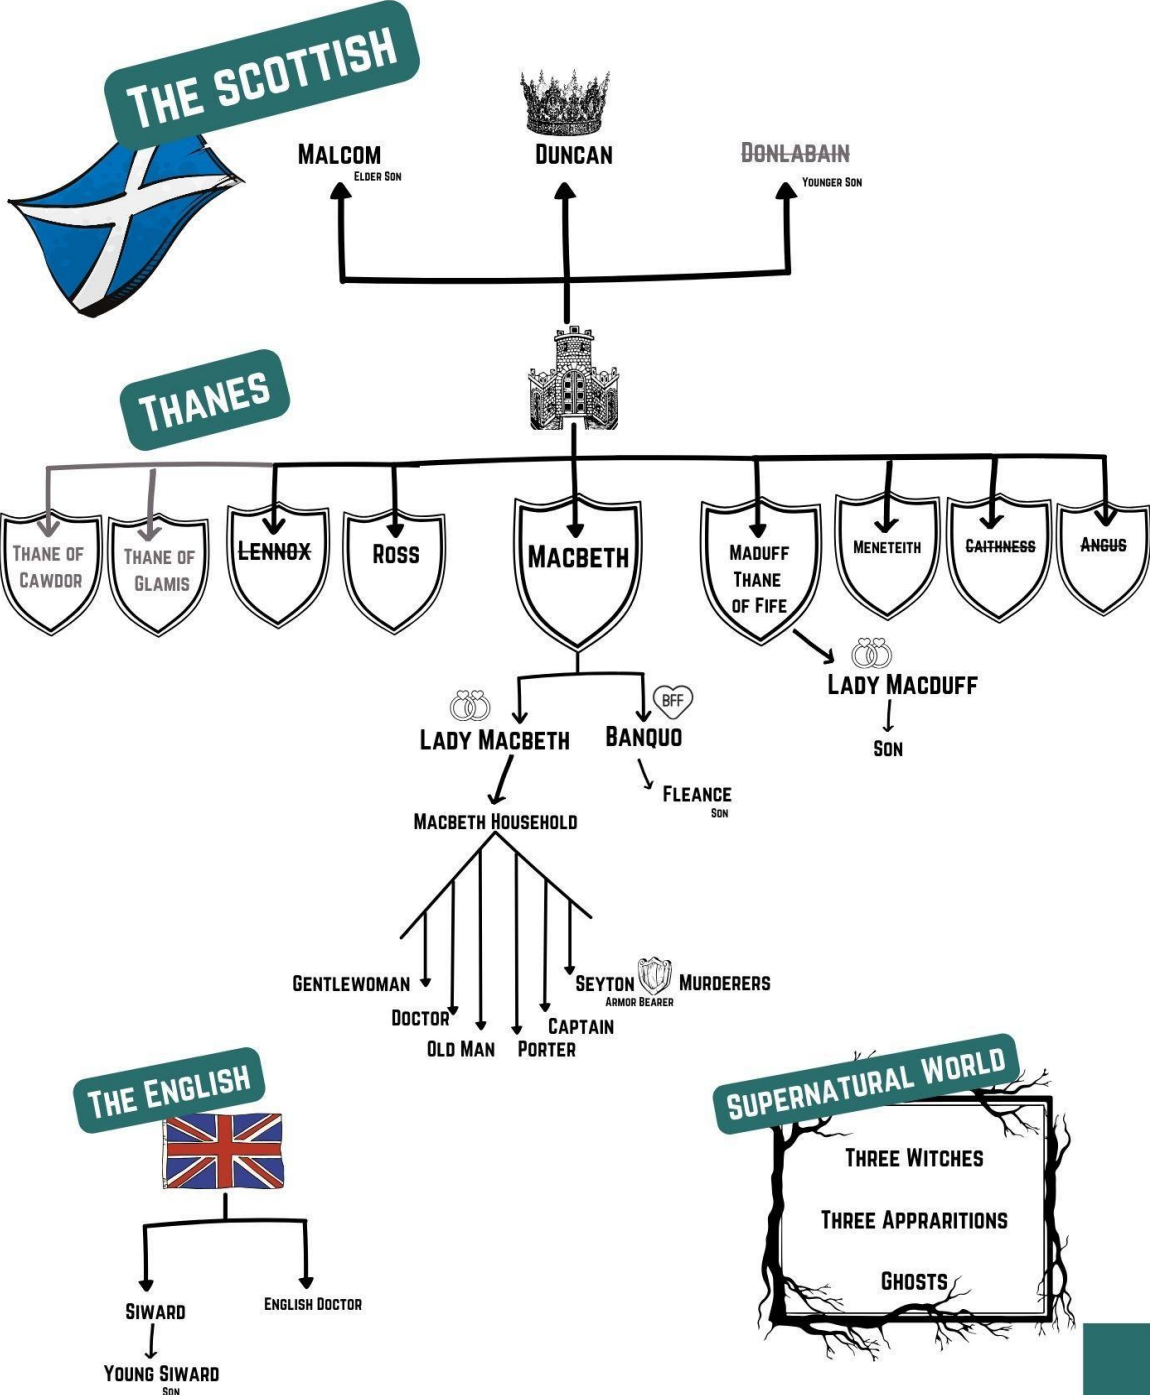 THE SCOTTISH
MALCOM
ELDER SON
DUNCAN
DONLABAIN
YOUNGER SON
THANES
THANE OF
CAWDOR
THANE OF
GLAMIS
LENNOX
ROSS
MACBETH
MADUFF
THANE
OF FIFE
MENETEITH
CAITHNESS
ANGUS
LADY MACDUFF
SON
LADY MACBETH
BFF
BANQUO
FLEANCE
SON
MACBETH HOUSEHOLD
GENTLEWOMAN
DOCTOR
OLD MAN
PORTER
CAPTAIN
SEYTON
ARMOR BEARER
MURDERERS
THE ENGLISH
SIWARD
ENGLISH DOCTOR
YOUNG SIWARD
SON
SUPERNATURAL WORLD
THREE WITCHES
THREE APPRARITIONS
GHOSTS